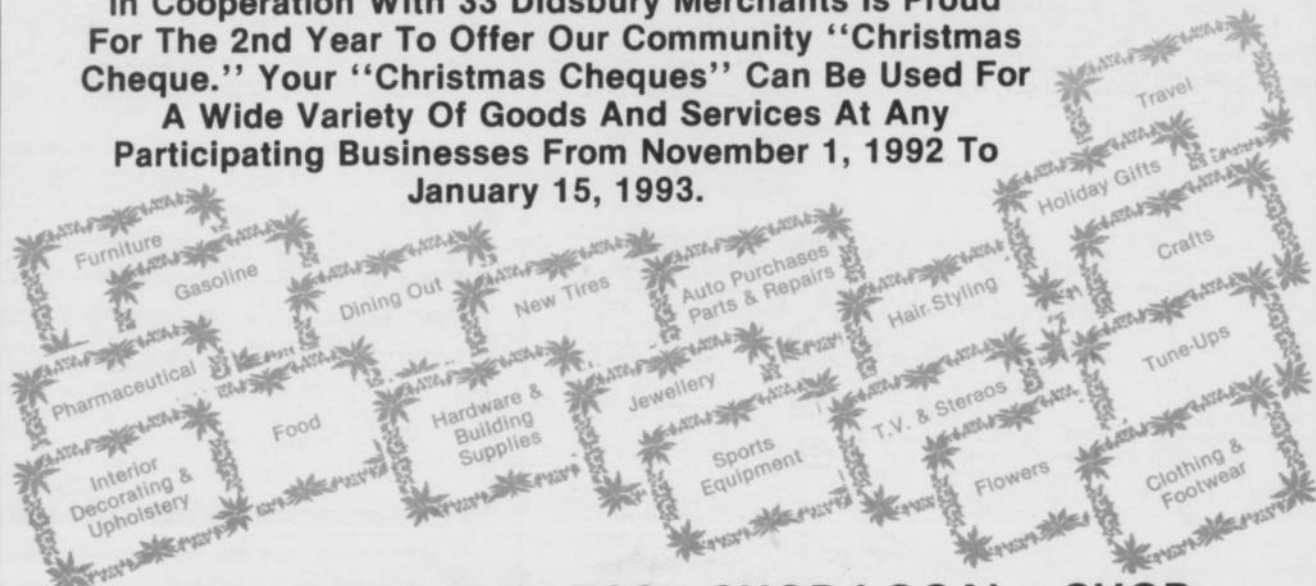 In Cooperation With 33 Didsbury Merchants Is Proud
For The 2nd Year To Offer Our Community ‘‘Christmas
Cheque.’’ Your ‘‘Christmas Cheques’’ Can Be Used For
A Wide Variety Of Goods And Services At Any
Participating Businesses From November 1, 1992 To
January 15, 1993.
Travel
Holiday Gifts
Crafts
Furniture
Gasoline
Dining Out
New Tires
Auto Purchases
Parts & Repairs
Hair Styling
Tune-Ups
Pharmaceutical
Food
Hardware &
Building
Supplies
Jewellery
T.V. & Stereos
Interior
Decorating &
Upholstery
Sports
Equipment
Flowers
Clothing &
Footwear
SHOP LOCAL
SHOP